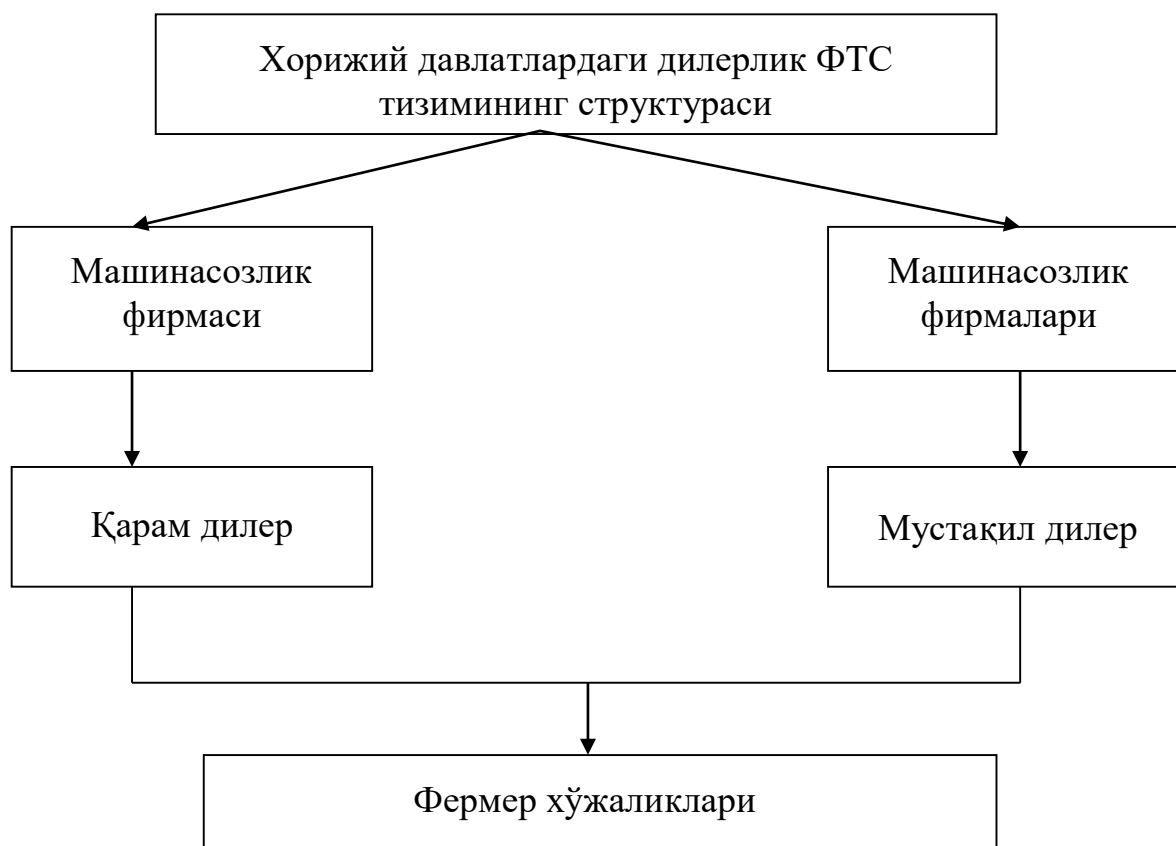 Хорижий давлатлардаги дилерлик ФТС
тизимининг структураси
Машинасозлик
фирмаси
Машинасозлик
фирмалари
Қарам дилер
Мустақил дилер
Фермер хўжаликлари